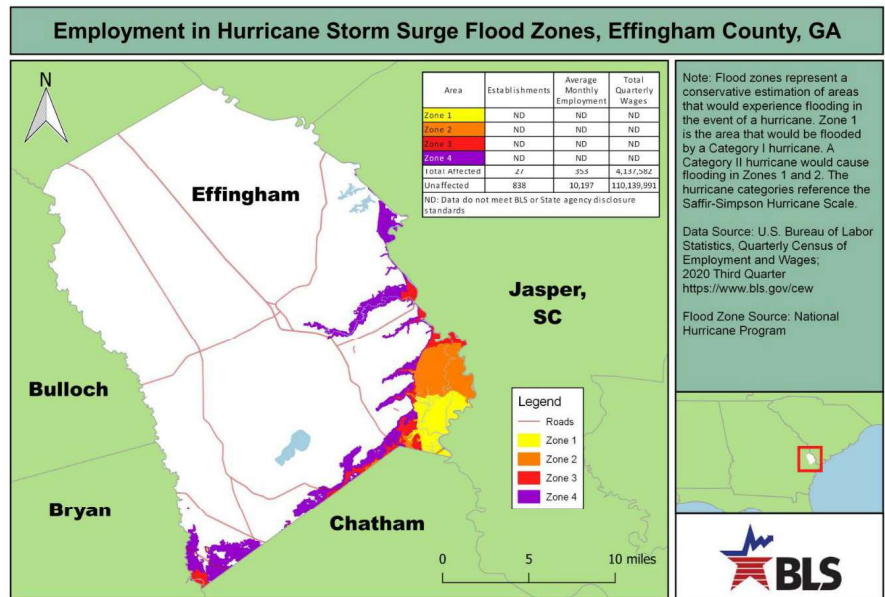 Employment in Hurricane Storm Surge Flood Zones, Effingham County, GA
N
Area Establishments Average Monthly Employment Total Quarterly Wages
Zone 1 ND ND ND
Zone 2 ND ND ND
Zone 3 ND ND ND
Zone 4 ND ND ND
Total Affected 27 353 4,137,582
Unaffected 838 10,197 110,139,991
ND: Data do not meet BLS or State agency disclosure
standards
Effingham
Jasper,
SC
Bulloch
Bryan
Chatham
Legend
Roads
Zone 1
Zone 2
Zone 3
Zone 4
0 5 10 miles
Note: Flood zones represent a
conservative estimation of areas
that would experience flooding in
the event of a hurricane. Zone 1
is the area that would be flooded
by a Category I hurricane. A
Category II hurricane would cause
flooding in Zones 1 and 2. The
hurricane categories reference the
Saffir-Simpson Hurricane Scale.
Data Source: U.S. Bureau of Labor
Statistics, Quarterly Census of
Employment and Wages;
2020 Third Quarter
https://www.bls.gov/cew
Flood Zone Source: National
Hurricane Program
BLS